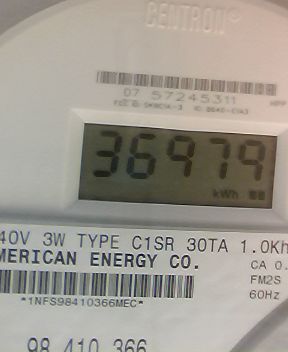 CENTRON®
07 57245311
36979
kWh
40V 3W TYPE C1SR 30TA 1.0Kh
MERICAN ENERGY CO.
CA 0.
FM2S
60Hz
*1NFS98410366MEC*
98 410 366